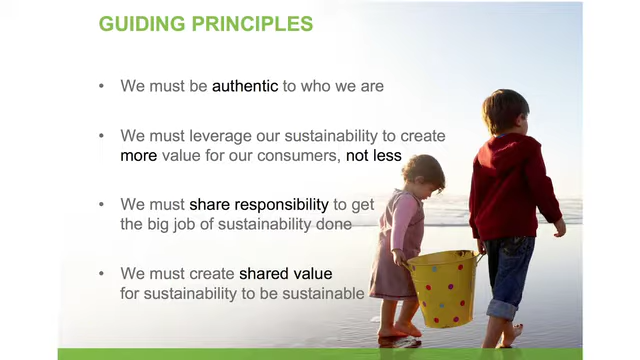 GUIDING PRINCIPLES
• We must be authentic to who we are
• We must leverage our sustainability to create
more value for our consumers, not less
• We must share responsibility to get
the big job of sustainability done
• We must create shared value
for sustainability to be sustainable